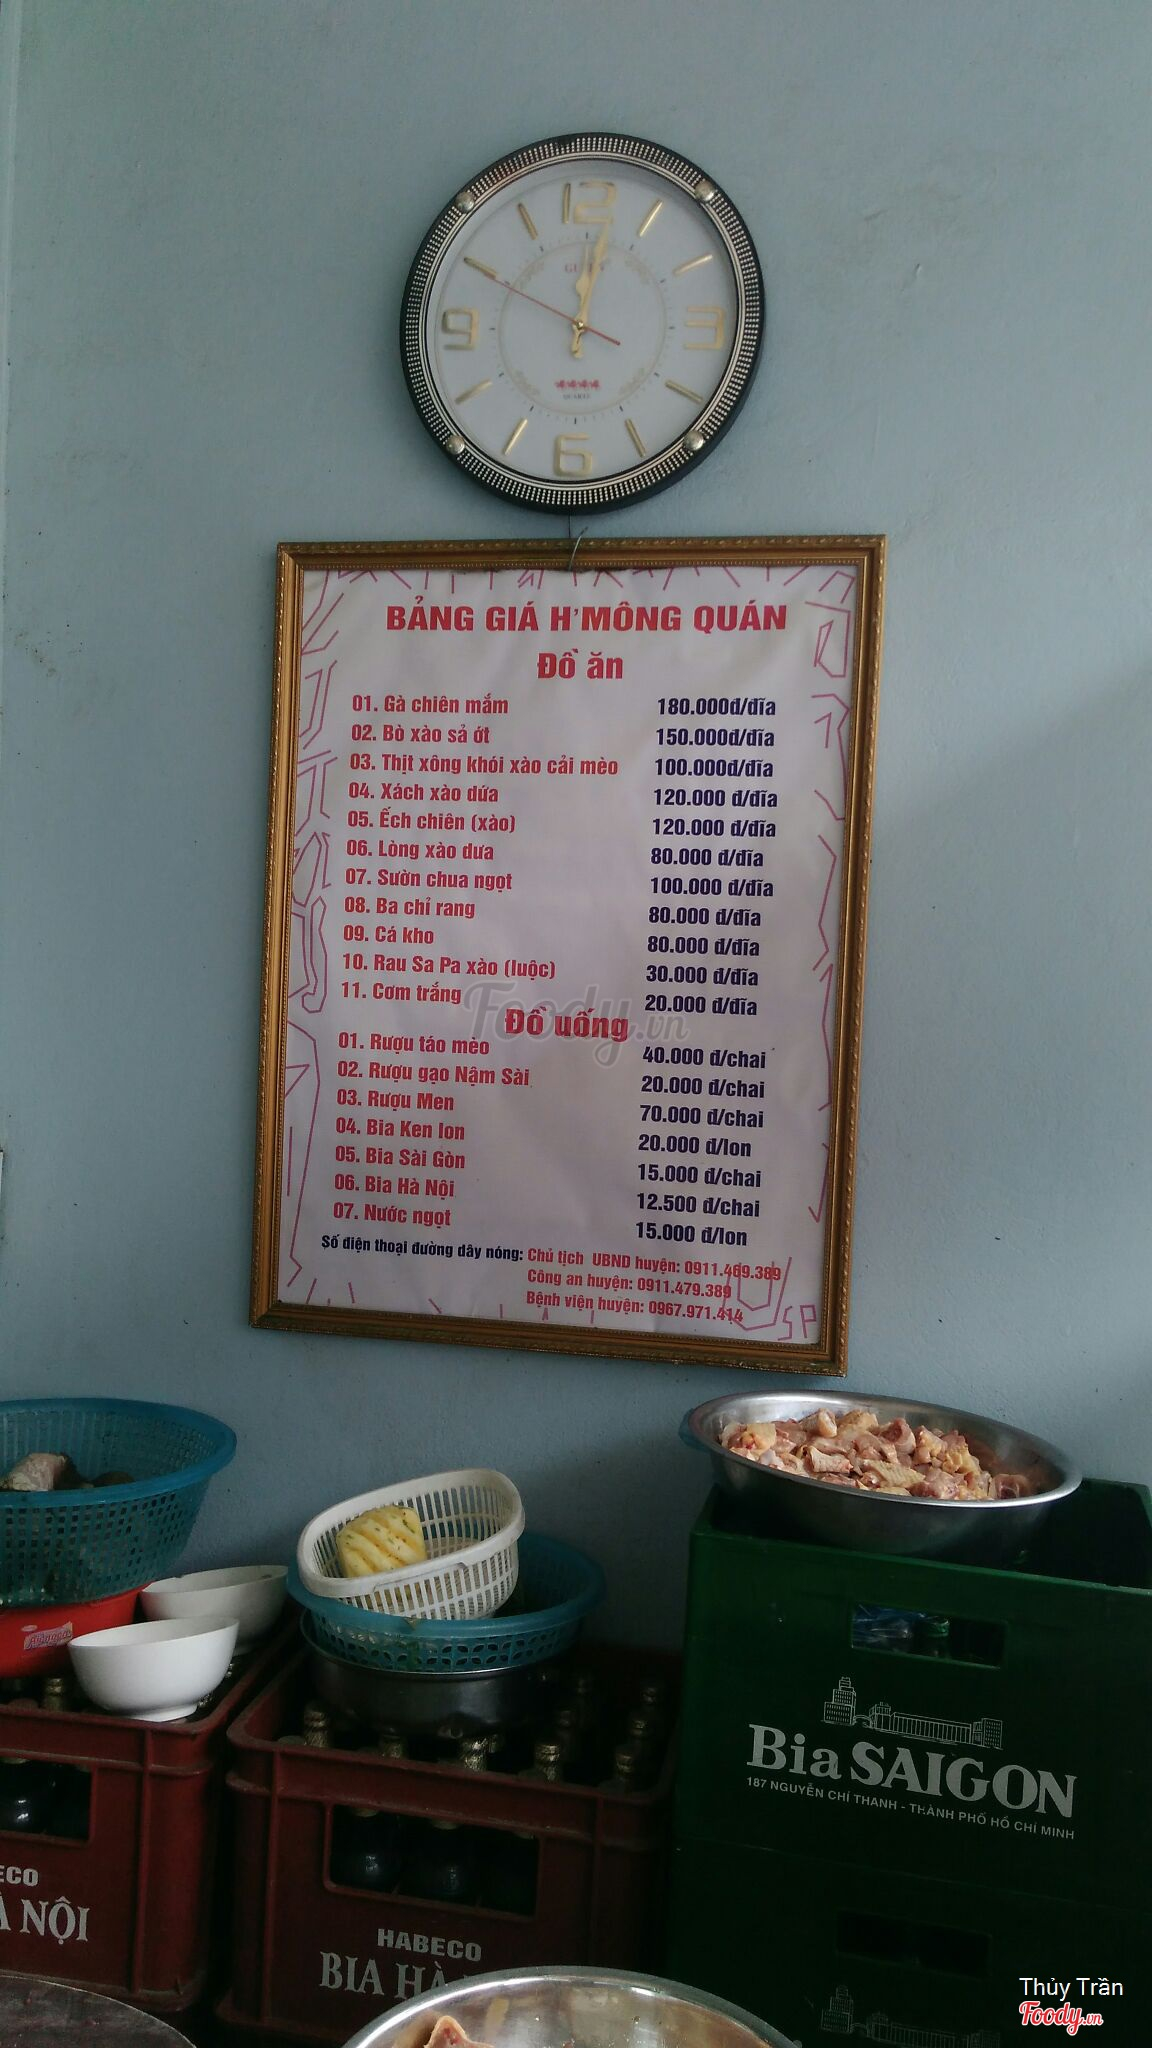 12
3
6
9
QUARTZ
BẢNG GIÁ H'MÔNG QUÁN
Đồ ăn
01. Gà chiên mắm 180.000đ/đĩa
02. Bò xào sả ớt 150.000đ/đĩa
03. Thịt xông khói xào cải mèo 100.000đ/đĩa
04. Xách xào dứa 120.000 đ/đĩa
05. Ếch chiên (xào) 120.000 đ/đĩa
06. Lòng xào dưa 80.000 đ/đĩa
07. Sườn chua ngọt 100.000 đ/đĩa
08. Ba chỉ rang 80.000 đ/đĩa
09. Cá kho 80.000 đ/đĩa
10. Rau Sa Pa xào (luộc) 30.000 đ/đĩa
11. Cơm trắng 20.000 đ/đĩa
Đồ uống
01. Rượu táo mèo 40.000 đ/chai
02. Rượu gạo Nậm Sài 20.000 đ/chai
03. Rượu Men 70.000 đ/chai
04. Bia Ken lon 20.000 đ/lon
05. Bia Sài Gòn 15.000 đ/chai
06. Bia Hà Nội 12.500 đ/chai
07. Nước ngọt 15.000 đ/lon
Số điện thoại đường dây nóng: Chủ tịch UBND huyện: 0911.469.389
Công an huyện: 0911.479.389
Bệnh viện huyện: 0967.971.414
SP
Foody.vn
Bia SAIGON
187 NGUYỄN CHÍ THANH - THÀNH PHỐ HỒ CHÍ MINH
ECO
À NỘI
HABECO
BIA HÀ
Thủy Trần
Foody.vn